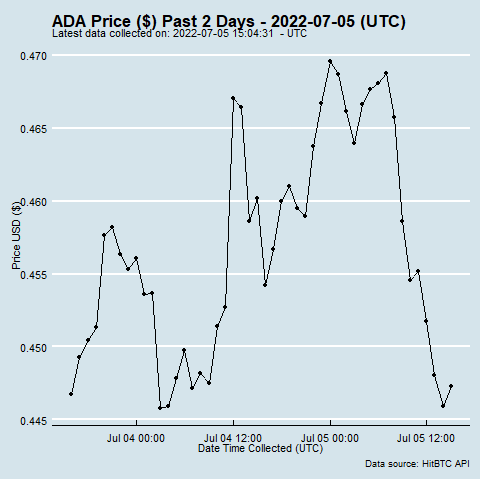 ADA Price ($) Past 2 Days - 2022-07-05 (UTC)
Latest data collected on: 2022-07-05 15:04:31  - UTC
0.470
0.465
0.460
0.455
0.450
0.445
Price USD ($)
Jul 04 00:00
Jul 04 12:00
Jul 05 00:00
Jul 05 12:00
Date Time Collected (UTC)
Data source: HitBTC API